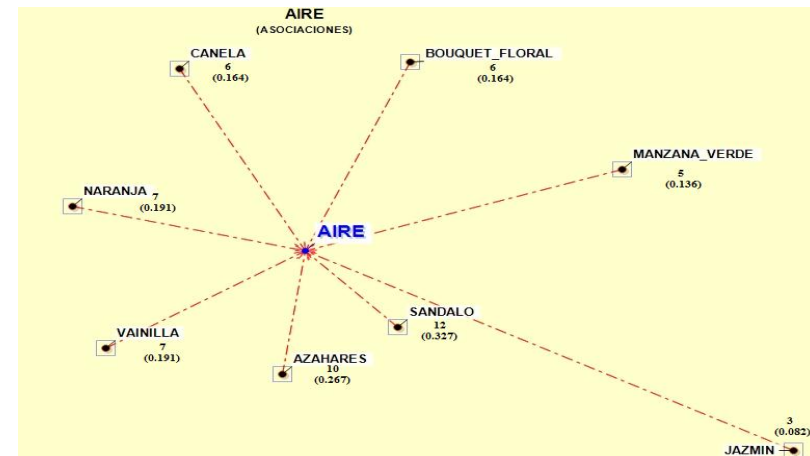 AIRE
(ASOCIACIONES)
CANELA
6
(0.164)
BOUQUET_FLORAL
6
(0.164)
MANZANA_VERDE
5
(0.136)
NARANJA
7
(0.191)
AIRE
SANDALO
12
(0.327)
VAINILLA
7
(0.191)
AZAHARES
10
(0.267)
3
(0.082)
JAZMIN